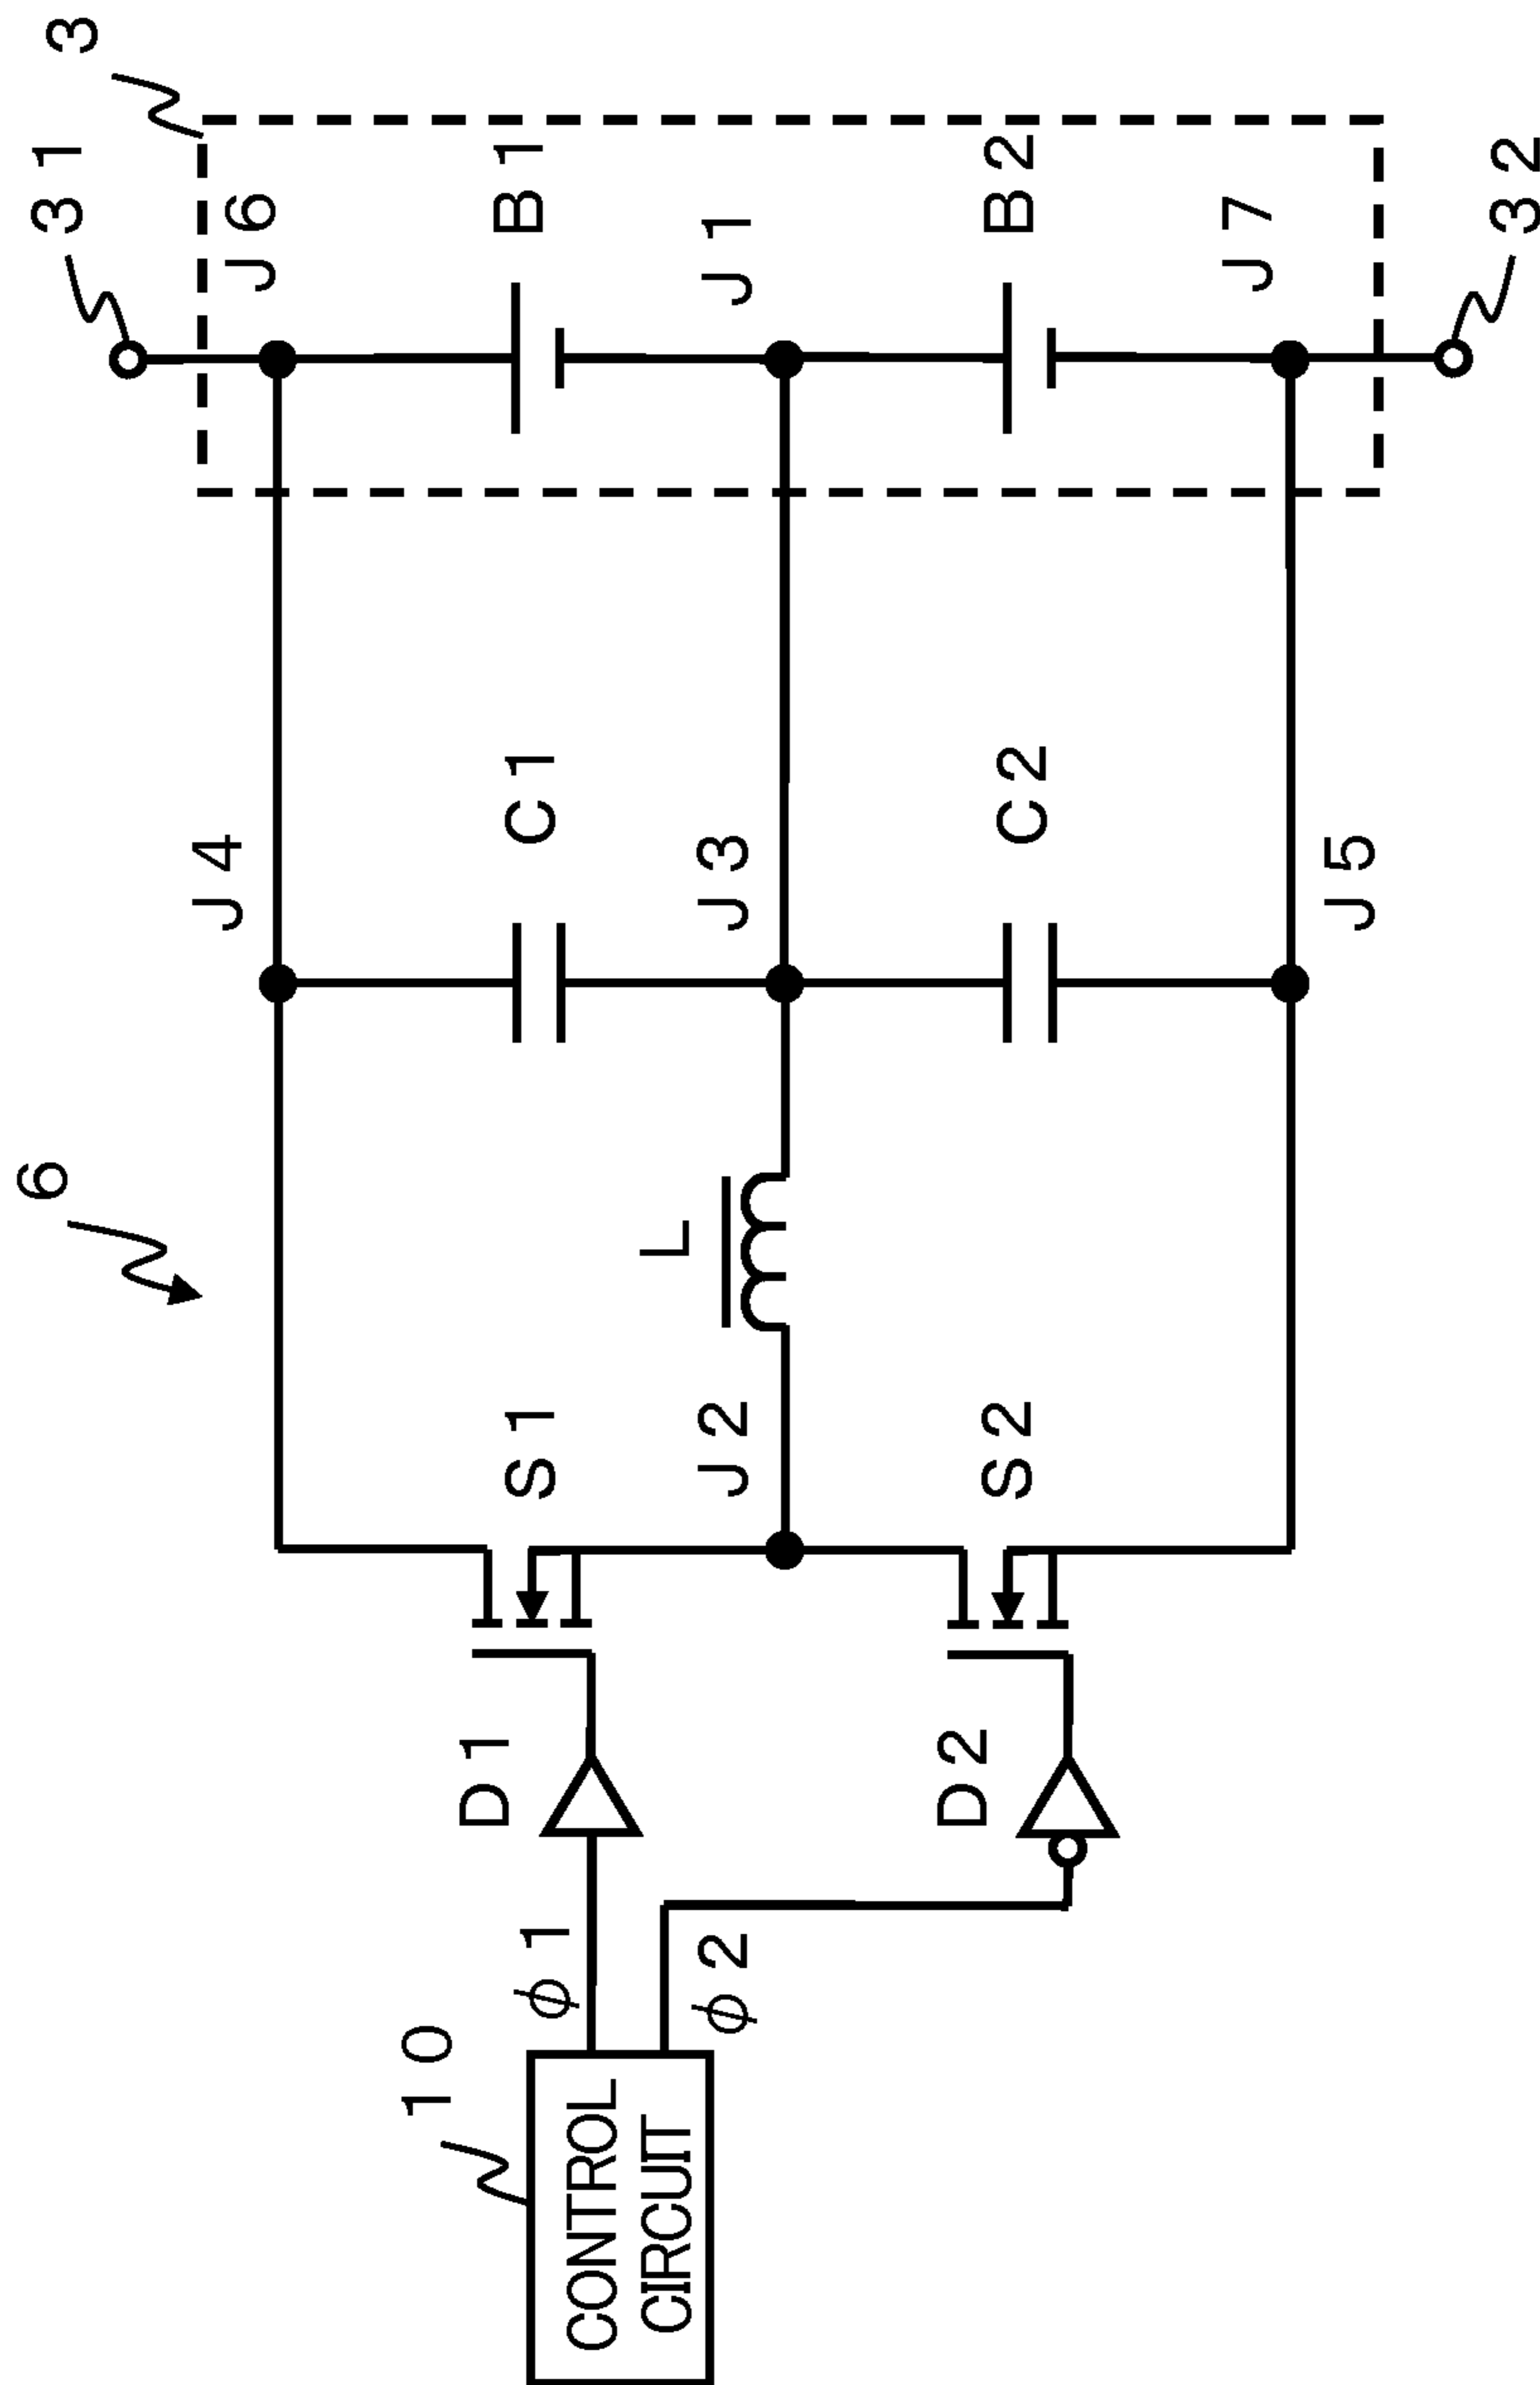 6
3
31
J4
J6
S1
C1
B1
D1
10
φ1
L
J2
J3
J1
CONTROL
CIRCUIT
φ2
D2
S2
C2
B2
J5
J7
32